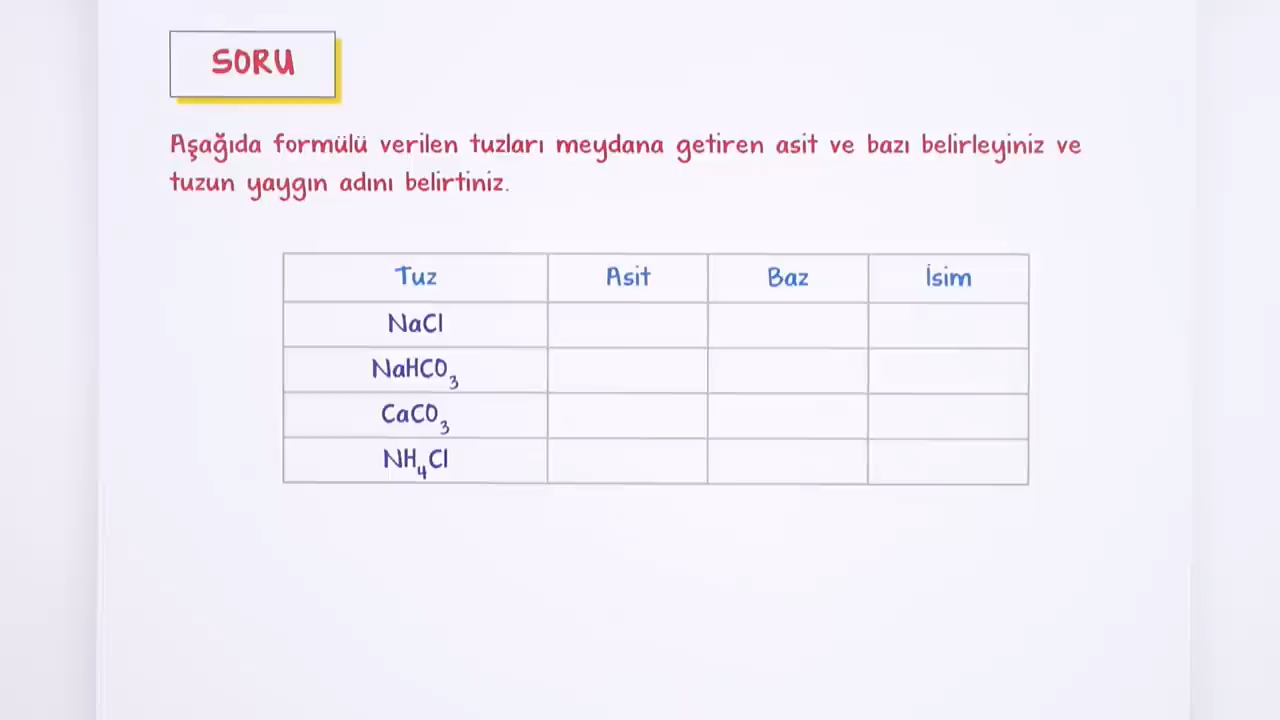 SORU
Aşağıda formülü verilen tuzları meydana getiren asit ve bazı belirleyiniz ve
tuzun yaygın adını belirtiniz.
Tuz Asit Baz İsim
NaCl
NaHCO₃
CaCO₃
NH₄Cl